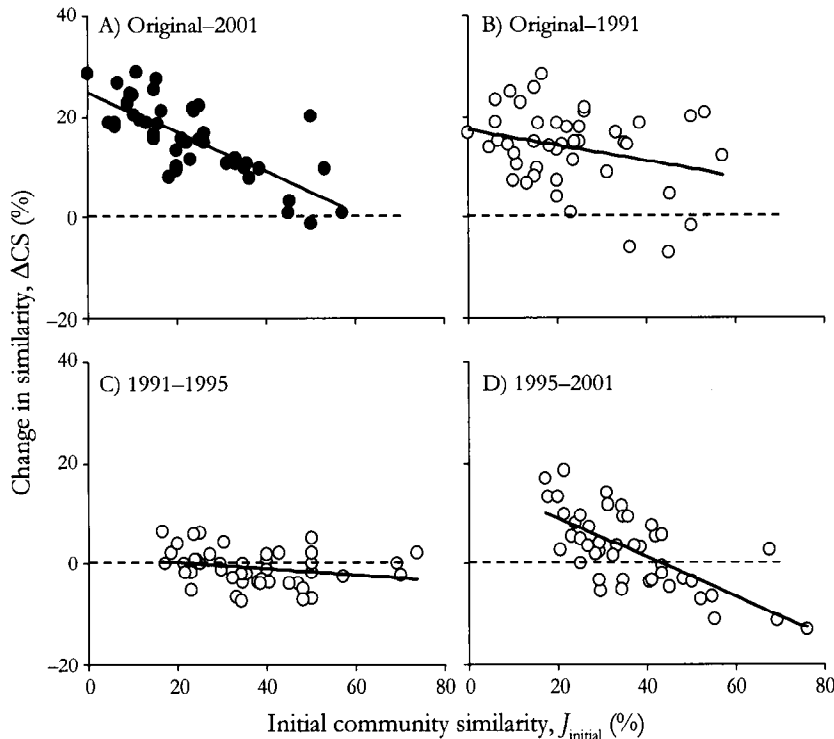 A) Original–2001
B) Original–1991
40
20
0
–20
Change in similarity, ΔCS (%)
C) 1991–1995
D) 1995–2001
40
20
0
–20
0 20 40 60 80
0 20 40 60 80
Initial community similarity, J initial (%)